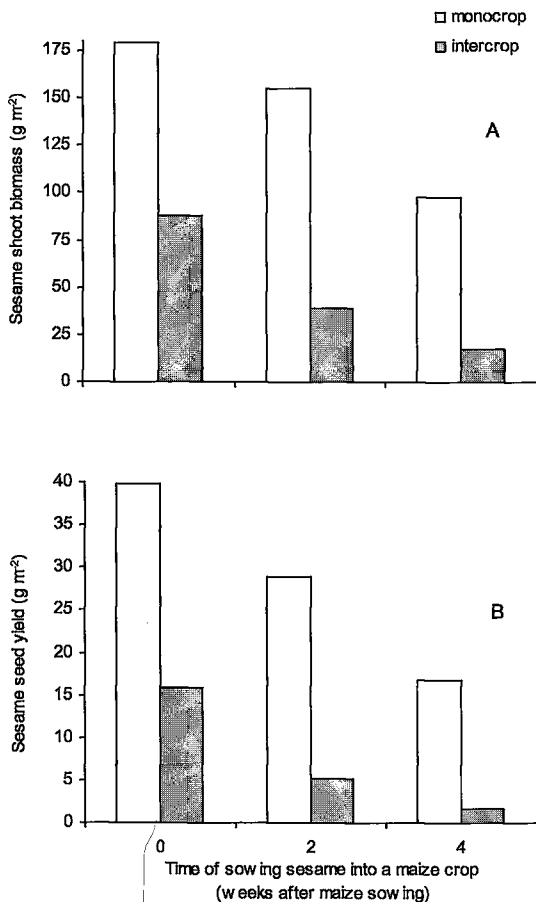 monocrop
intercrop
175
150
125
100
75
50
25
0
Sesame shoot biomass (g m⁻²)
A
40
35
30
25
20
15
10
5
0
Sesame seed yield (g m⁻²)
B
0 2 4
Time of sowing sesame into a maize crop
(weeks after maize sowing)